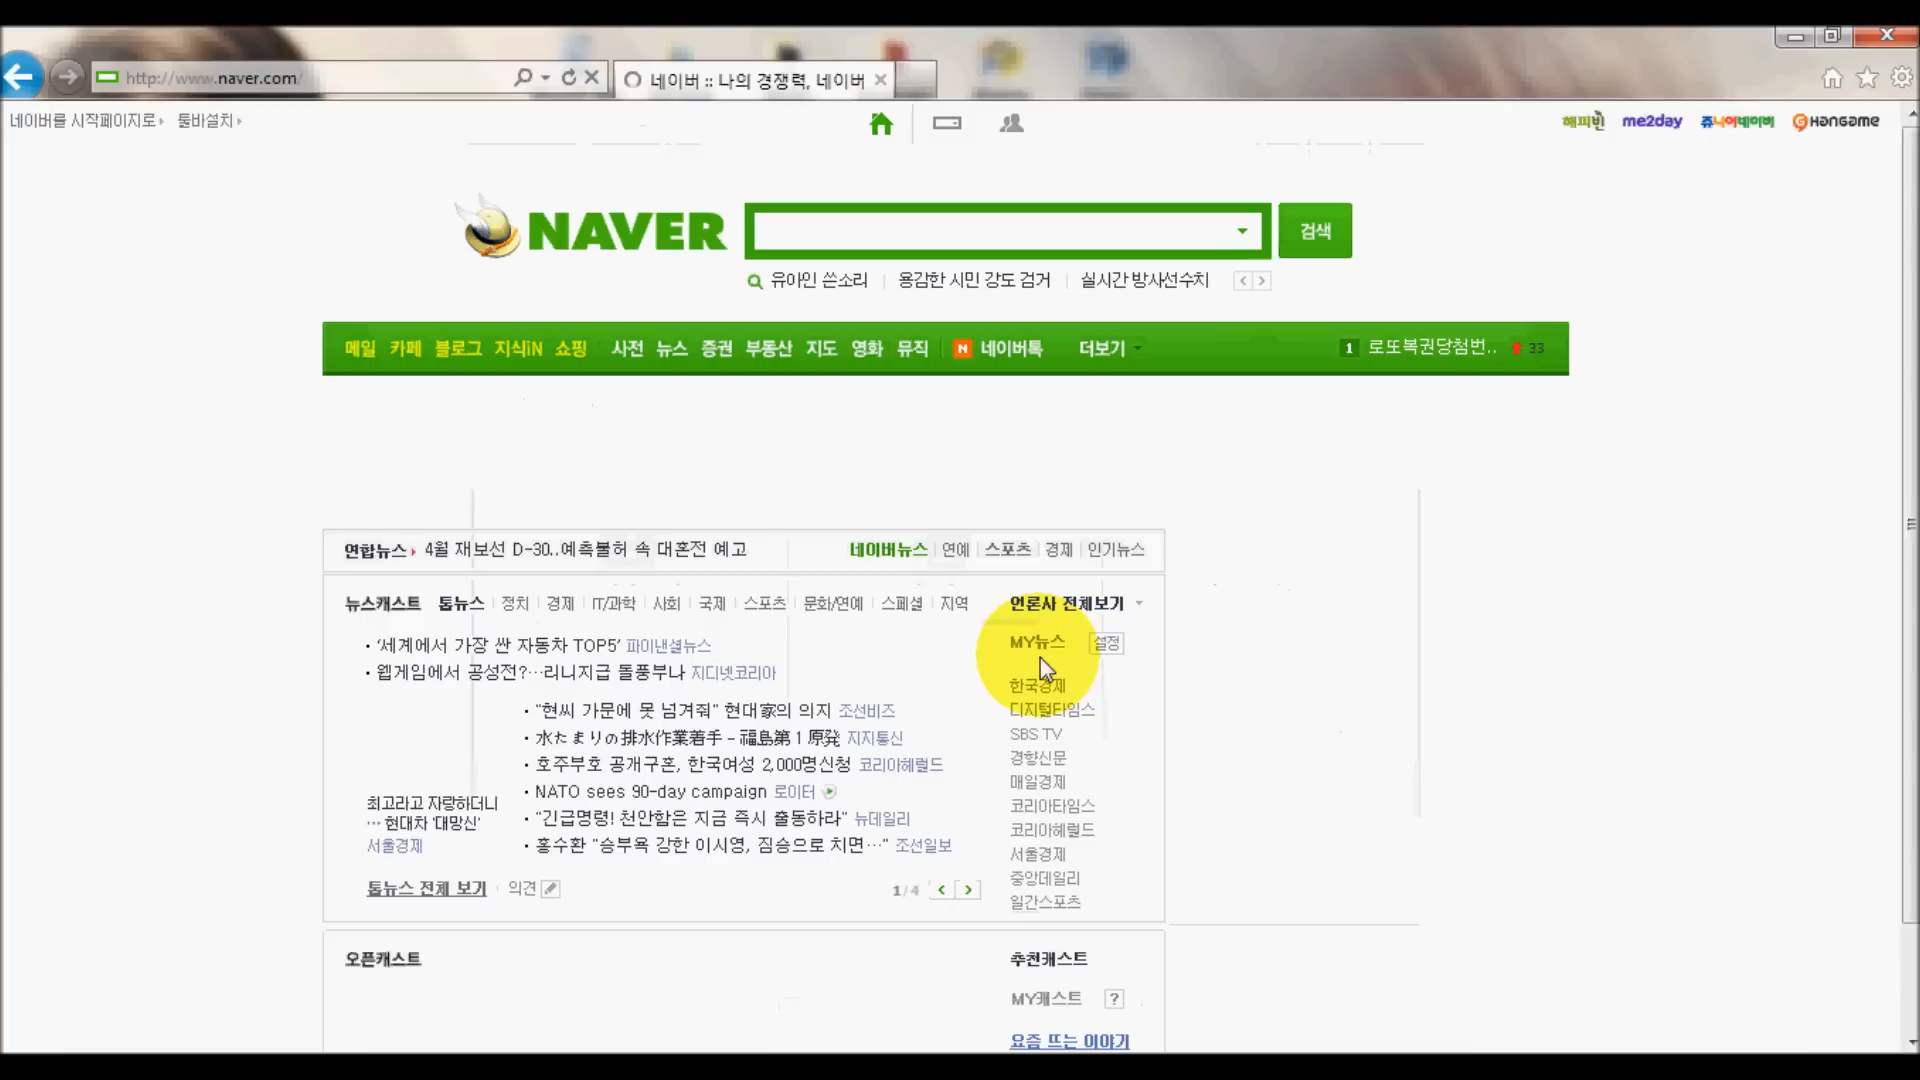 http://www.naver.com/
네이버 :: 나의 경쟁력, 네이버
네이버를 시작페이지로 툴바설치
해피빈 me2day 쥬니어네이버 HANGAME
NAVER
검색
유아인 쓴소리 용감한 시민 강도 검거 실시간 방사선수치
메일 카페 블로그 지식iN 쇼핑 사전 뉴스 증권 부동산 지도 영화 뮤직 N 네이버톡 더보기 1 로또복권당첨번.. 33
연합뉴스 4월 재보선 D-30..예측불허 속 대혼전 예고 네이버뉴스 연예 스포츠 경제 인기뉴스
뉴스캐스트 톱뉴스 정치 경제 IT/과학 사회 국제 스포츠 문화/연예 스페셜 지역 언론사 전체보기
'세계에서 가장 싼 자동차 TOP5' 파이낸셜뉴스
웹게임에서 공성전?…리니지급 돌풍부나 지디넷코리아
"현씨 가문에 못 넘겨줘" 현대家의 의지 조선비즈
水たまりの排水作業着手－福島第１原発 지지통신
호주부호 공개구혼, 한국여성 2,000명신청 코리아헤럴드
NATO sees 90-day campaign 로이터
"긴급명령! 천안함은 지금 즉시 출동하라" 뉴데일리
홍수환 "승부욕 강한 이시영, 짐승으로 치면…" 조선일보
최고라고 자랑하더니
… 현대차 '대망신'
서울경제
톱뉴스 전체 보기 의견
1/4
MY뉴스 설정
한국경제
디지털타임스
SBS TV
경향신문
매일경제
코리아타임스
코리아헤럴드
서울경제
중앙데일리
일간스포츠
오픈캐스트
추천캐스트
MY캐스트 ?
요즘 뜨는 이야기